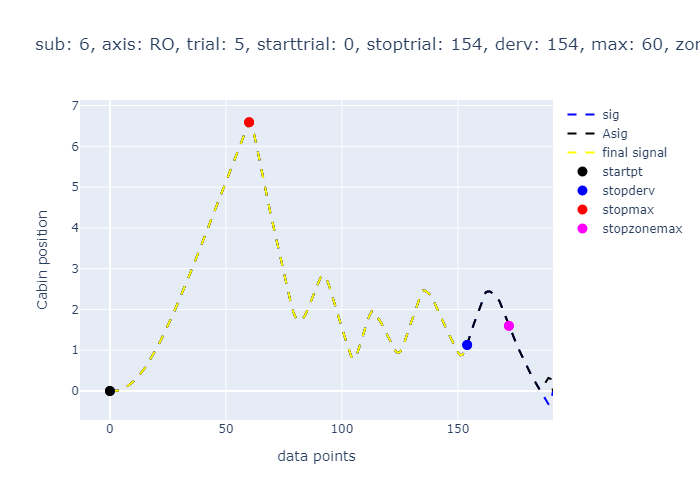 sub: 6, axis: RO, trial: 5, starttrial: 0, stoptrial: 154, derv: 154, max: 60, zor
7
6
5
4
3
2
1
0
Cabin position
0 50 100 150
data points
sig
Asig
final signal
startpt
stopderv
stopmax
stopzonemax